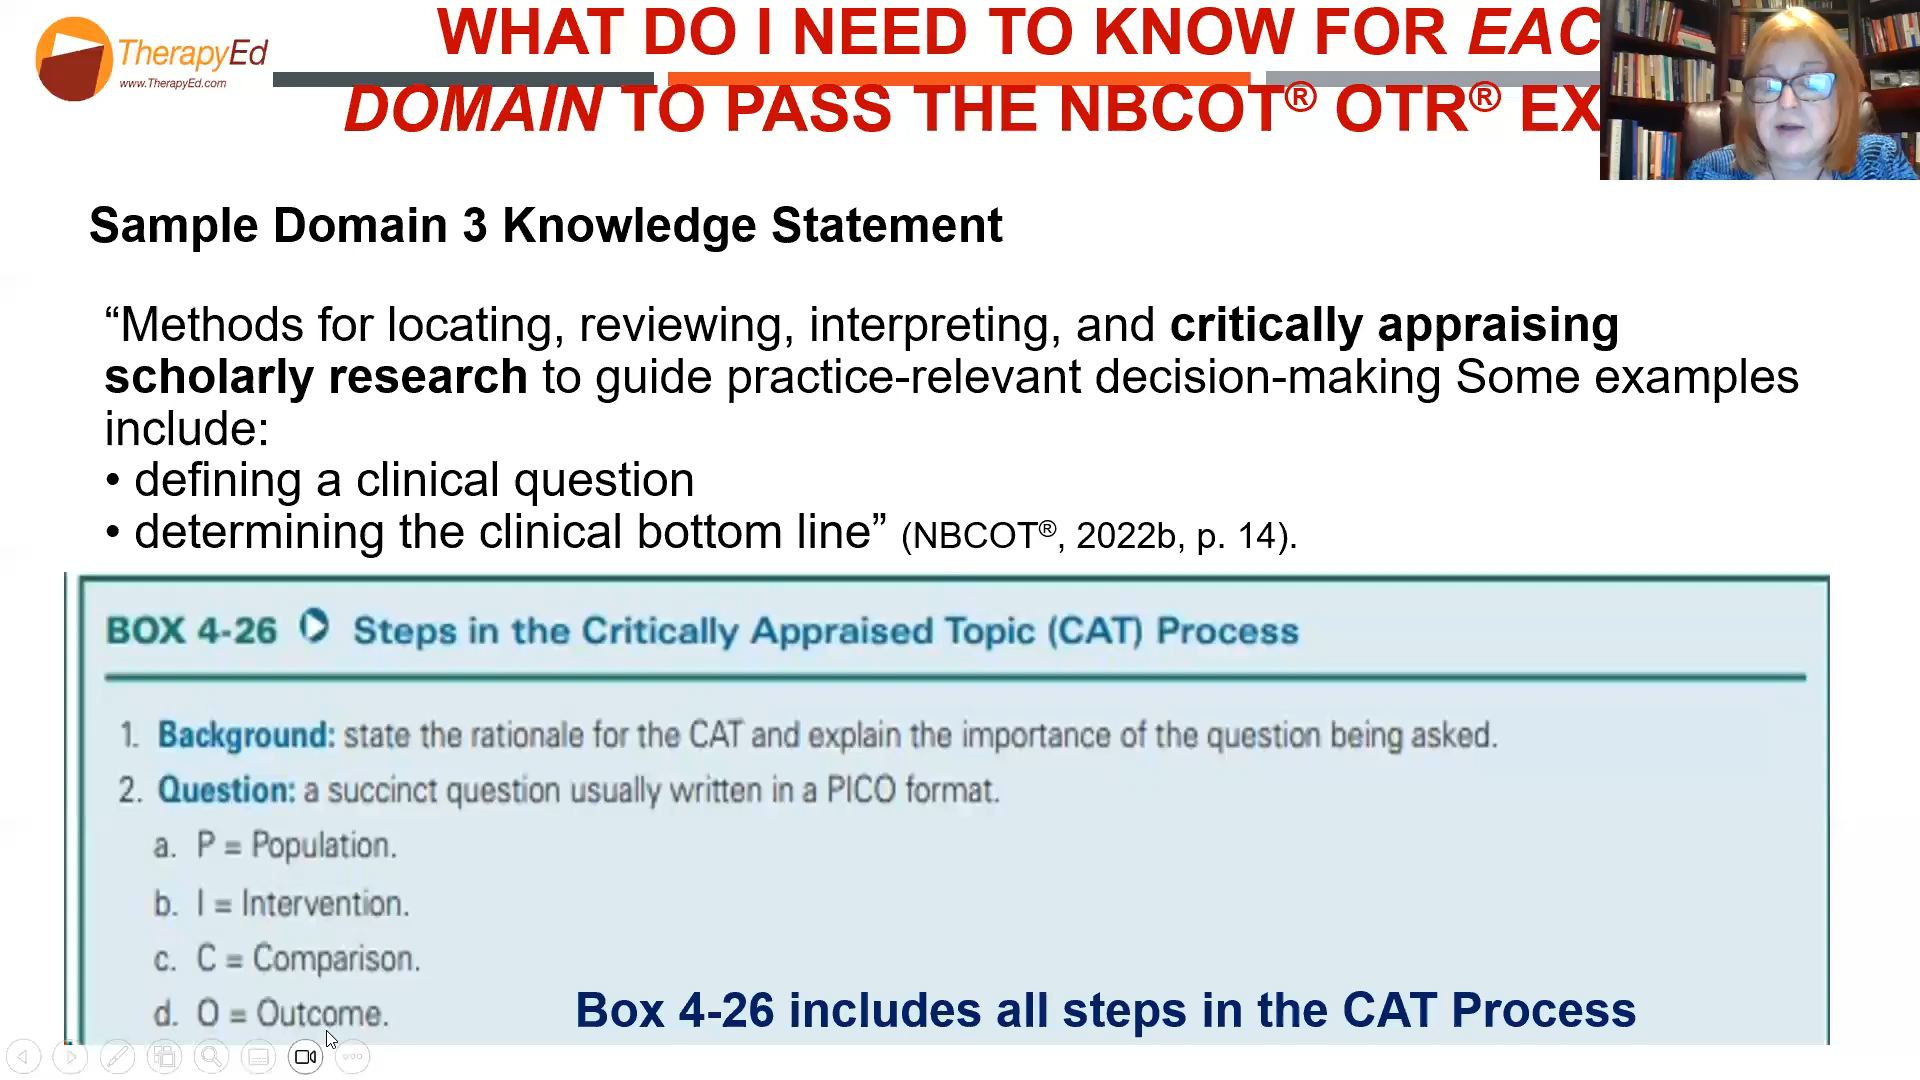 TherapyEd
www.TherapyEd.com
WHAT DO I NEED TO KNOW FOR EAC
DOMAIN TO PASS THE NBCOT® OTR® EX
Sample Domain 3 Knowledge Statement
“Methods for locating, reviewing, interpreting, and critically appraising
scholarly research to guide practice-relevant decision-making Some examples
include:
• defining a clinical question
• determining the clinical bottom line” (NBCOT®, 2022b, p. 14).
BOX 4-26 Steps in the Critically Appraised Topic (CAT) Process
1. Background: state the rationale for the CAT and explain the importance of the question being asked.
2. Question: a succinct question usually written in a PICO format.
a. P = Population.
b. I = Intervention.
c. C = Comparison.
d. O = Outcome.
Box 4-26 includes all steps in the CAT Process